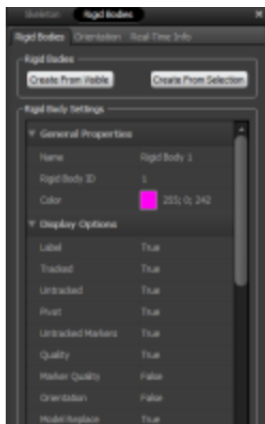 Skeleton Rigid Bodies
Rigid Bodies Orientation Real-Time Info
Rigid Bodies
Create From Visible Create From Selection
Rigid Body Settings
General Properties
Name Rigid Body 1
Rigid Body ID 1
Color 255; 0; 242
Display Options
Label True
Tracked True
Untracked True
Pivot True
Untracked Markers True
Quality True
Marker Quality False
Orientation False
Model Replace True